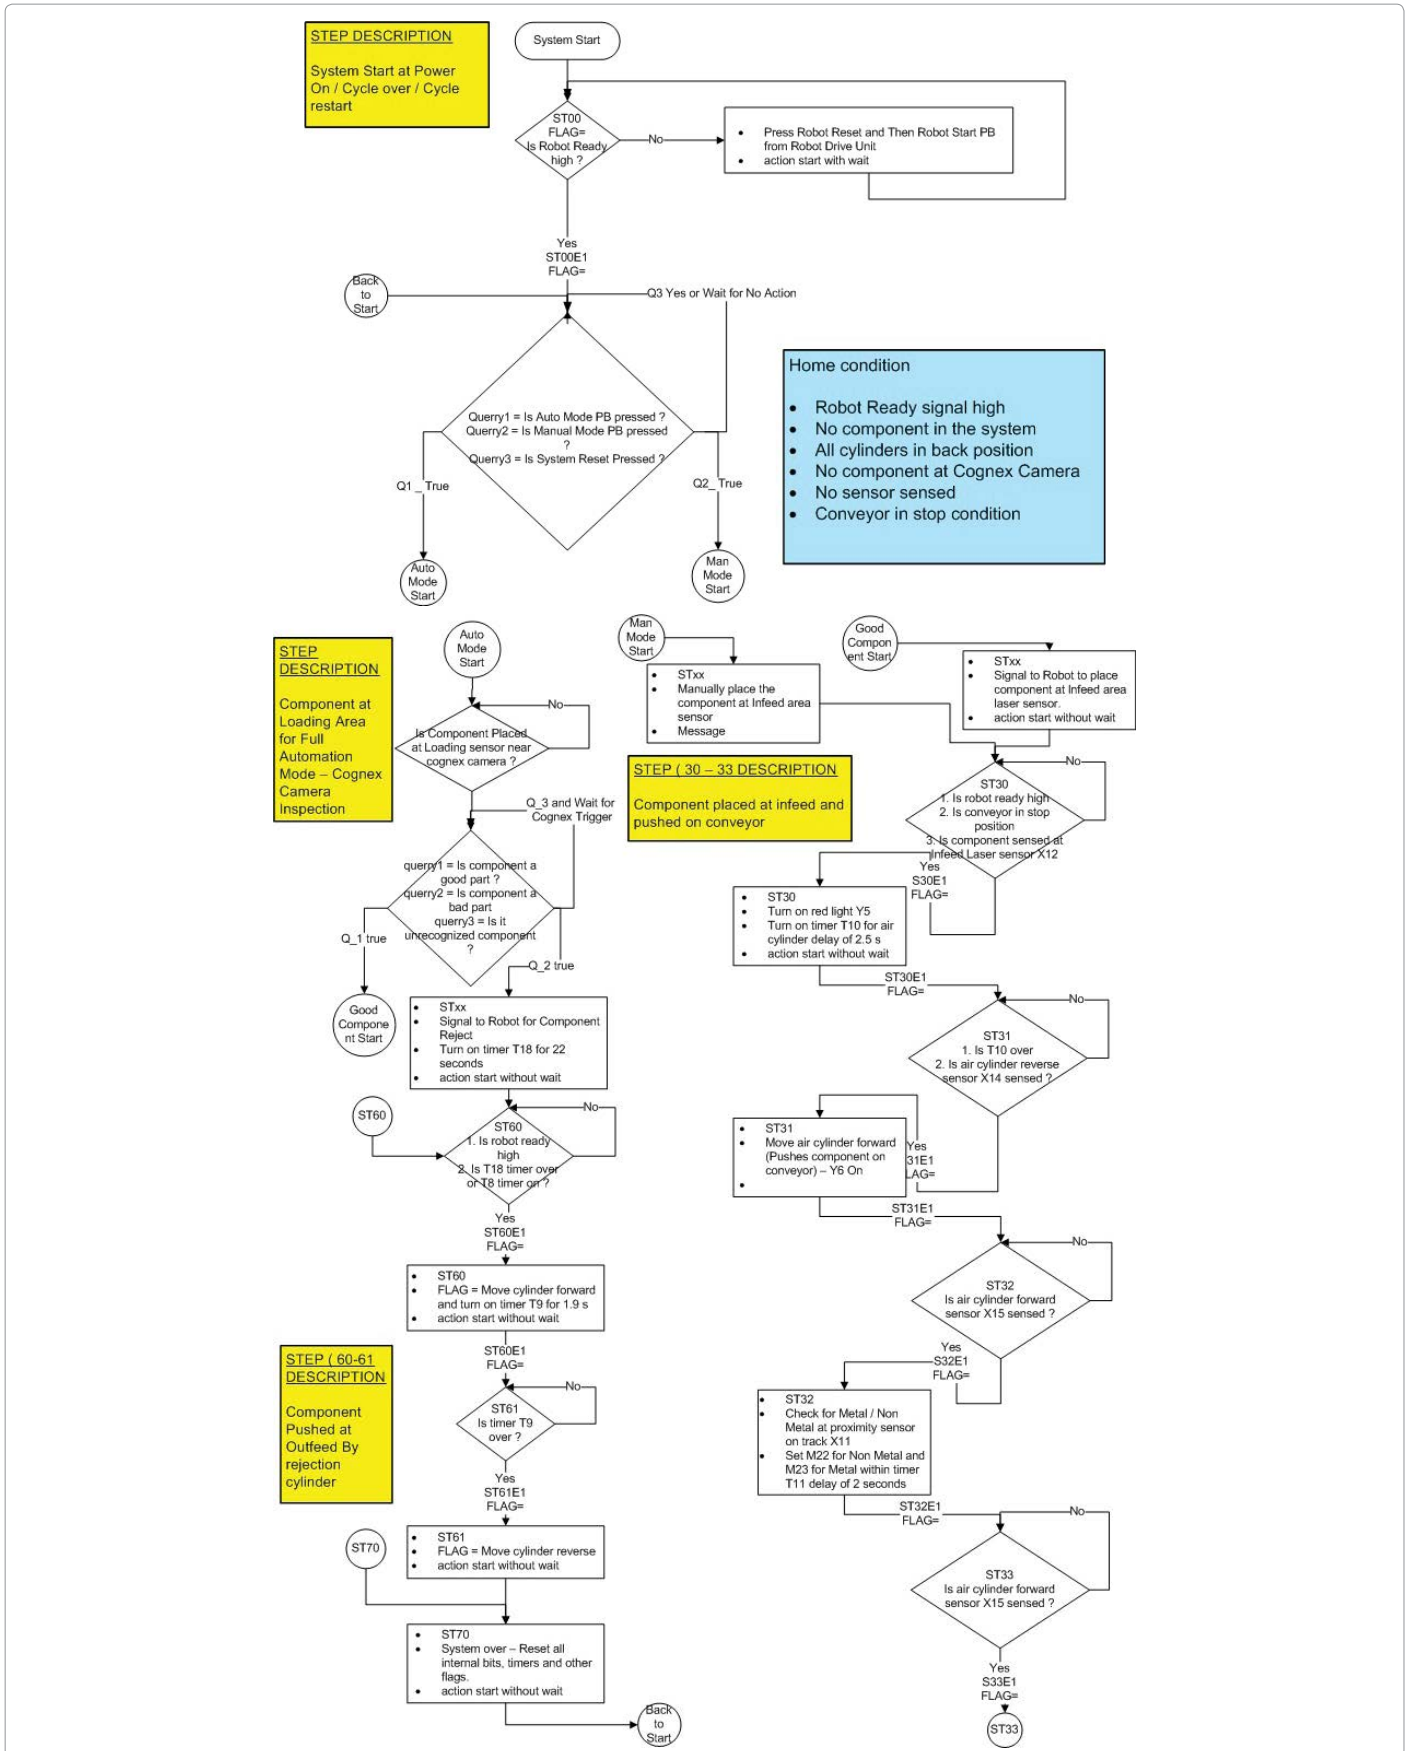 STEP DESCRIPTION
System Start at Power
On / Cycle over / Cycle
restart
System Start
ST00
FLAG=
Is Robot Ready
high ?
No
Press Robot Reset and Then Robot Start PB
from Robot Drive Unit
action start with wait
Yes
ST00E1
FLAG=
Back
to
Start
Q3 Yes or Wait for No Action
Querry1 = Is Auto Mode PB pressed ?
Querry2 = Is Manual Mode PB pressed
?
Querry3 = Is System Reset Pressed ?
Q1 _ True
Q2_ True
Auto
Mode
Start
Man
Mode
Start
Home condition
Robot Ready signal high
No component in the system
All cylinders in back position
No component at Cognex Camera
No sensor sensed
Conveyor in stop condition
STEP
DESCRIPTION
Component at
Loading Area
for Full
Automation
Mode – Cognex
Camera
Inspection
Auto
Mode
Start
No
Is Component Placed
at Loading sensor near
cognex camera ?
Q_3 and Wait for
Cognex Trigger
querry1 = Is component a
good part ?
querry2 = Is component a
bad part
querry3 = Is it
unrecognized component
?
Q_1 true
Q_2 true
Good
Compone
nt Start
STxx
Signal to Robot for Component
Reject
Turn on timer T18 for 22
seconds
action start without wait
ST60
No
ST60
1. Is robot ready
high
2. Is T18 timer over
or T8 timer on ?
Yes
ST60E1
FLAG=
ST60
FLAG = Move cylinder forward
and turn on timer T9 for 1.9 s
action start without wait
ST60E1
FLAG=
STEP ( 60-61
DESCRIPTION
Component
Pushed at
Outfeed By
rejection
cylinder
No
ST61
Is timer T9
over ?
Yes
ST61E1
FLAG=
ST61
FLAG = Move cylinder reverse
action start without wait
ST70
ST70
System over – Reset all
internal bits, timers and other
flags.
action start without wait
Back
to
Start
Man
Mode
Start
STxx
Manually place the
component at Infeed area
sensor
Message
Good
Compon
ent Start
STxx
Signal to Robot to place
component at Infeed area
laser sensor.
action start without wait
STEP ( 30 – 33 DESCRIPTION
Component placed at infeed and
pushed on conveyor
No
ST30
1. Is robot ready high
2. Is conveyor in stop
position
3. Is component sensed at
Infeed Laser sensor X12
Yes
S30E1
FLAG=
ST30
Turn on red light Y5
Turn on timer T10 for air
cylinder delay of 2.5 s
action start without wait
ST30E1
FLAG=
No
ST31
1. Is T10 over
2. Is air cylinder reverse
sensor X14 sensed ?
Yes
31E1
LAG=
ST31
Move air cylinder forward
(Pushes component on
conveyor) – Y6 On
ST31E1
FLAG=
No
ST32
Is air cylinder forward
sensor X15 sensed ?
Yes
S32E1
FLAG=
ST32
Check for Metal / Non
Metal at proximity sensor
on track X11
Set M22 for Non Metal and
M23 for Metal within timer
T11 delay of 2 seconds
ST32E1
FLAG=
No
ST33
Is air cylinder forward
sensor X15 sensed ?
Yes
S33E1
FLAG=
ST33